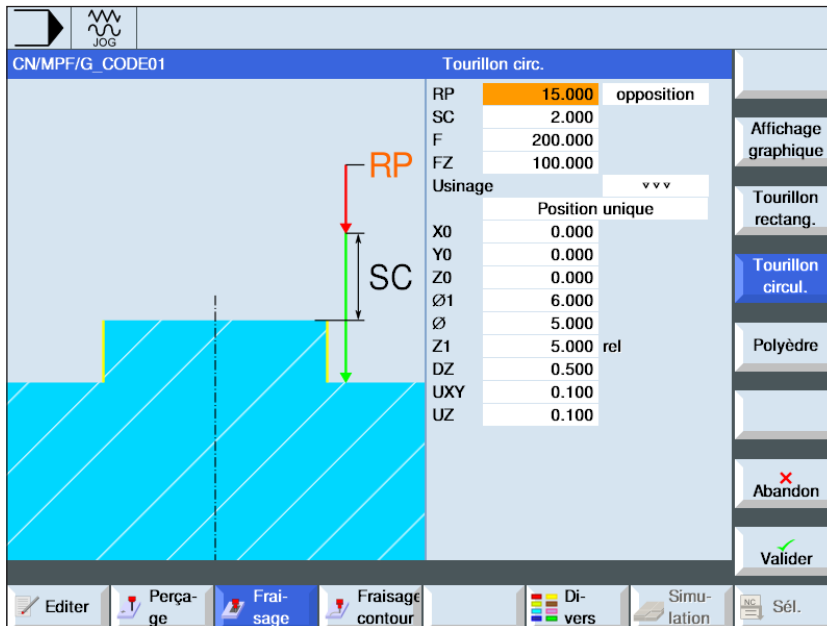 JOG
CN/MPF/G_CODE01
Tourillon circ.
RP
SC
RP 15.000 opposition
SC 2.000
F 200.000
FZ 100.000
Usinage ▿▿▿
Position unique
X0 0.000
Y0 0.000
Z0 0.000
Ø1 6.000
Ø 5.000
Z1 5.000 rel
DZ 0.500
UXY 0.100
UZ 0.100
Affichage
graphique
Tourillon
rectang.
Tourillon
circul.
Polyèdre
Abandon
Valider
Editer
Perça-
ge
Frai-
sage
Fraisage
contour
Di-
vers
Simu-
lation
NC
Sél.